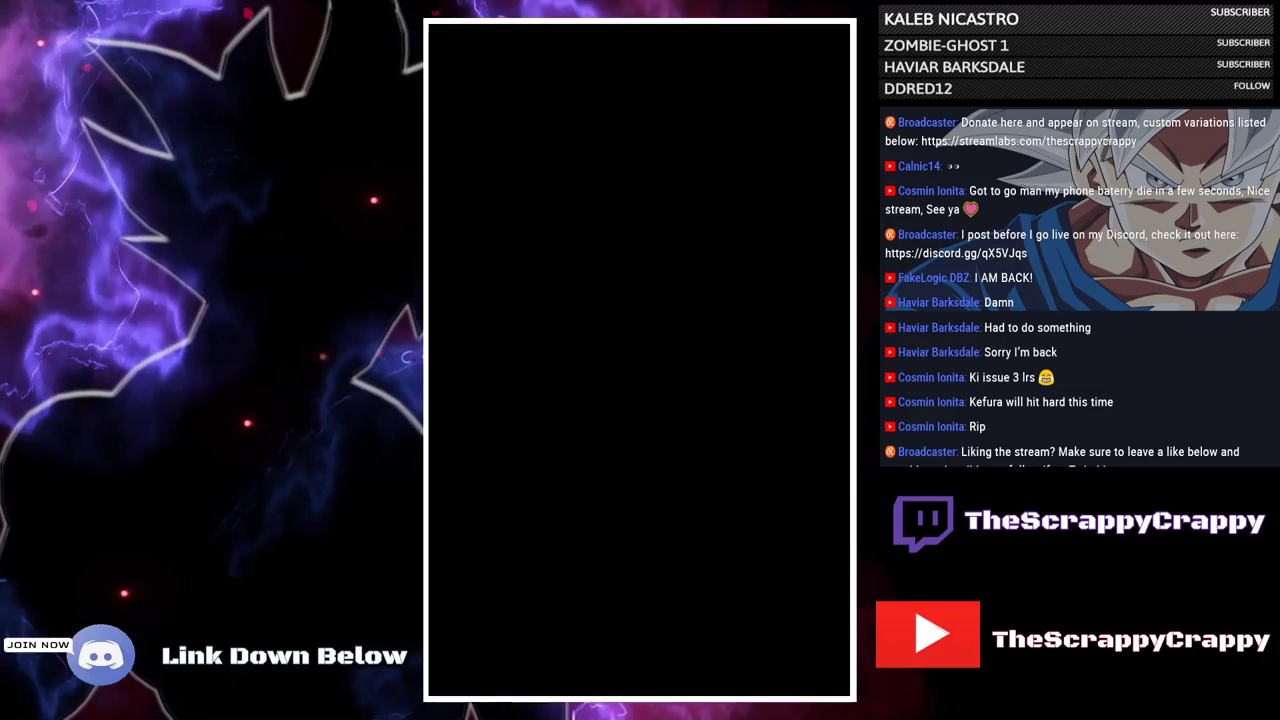 KALEB NICASTRO SUBSCRIBER
ZOMBIE-GHOST 1 SUBSCRIBER
HAVIAR BARKSDALE SUBSCRIBER
DDRED12 FOLLOW
Broadcaster: Donate here and appear on stream, custom variations listed
below: https://streamlabs.com/thescrappycrappy
Calnic14: 👀
Cosmin Ionita: Got to go man my phone baterry die in a few seconds, Nice
stream, See ya 💗
Broadcaster: I post before I go live on my Discord, check it out here:
https://discord.gg/qX5VJqs
FakeLogic DBZ: I AM BACK!
Haviar Barksdale: Damn
Haviar Barksdale: Had to do something
Haviar Barksdale: Sorry I'm back
Cosmin Ionita: Ki issue 3 lrs 😂
Cosmin Ionita: Kefura will hit hard this time
Cosmin Ionita: Rip
Broadcaster: Liking the stream? Make sure to leave a like below and
TheScrappyCrappy
JOIN NOW
Link Down Below
TheScrappyCrappy